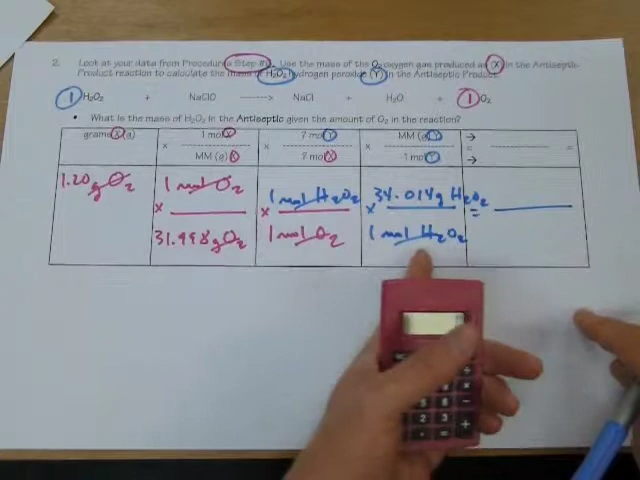 2. Look at your data from Procedure Step #1. Use the mass of the Oxygen gas produced as X in the Antiseptic
Product reaction to calculate the mass of H₂O₂ hydrogen peroxide Y in the Antiseptic Product.
1 H₂O₂ + NaClO → NaCl + H₂O + 1 O₂
• What is the mass of H₂O₂ in the Antiseptic given the amount of O₂ in the reaction?
grams X (g) × 1 mol X × ? mol Y × MM (g) Y → =
MM (g) X ? mol X 1 mol Y →
1.20 g O₂ × 1 mol O₂ × 1 mol H₂O₂ × 34.014 g H₂O₂ =
31.998 g O₂ 1 mol O₂ 1 mol H₂O₂